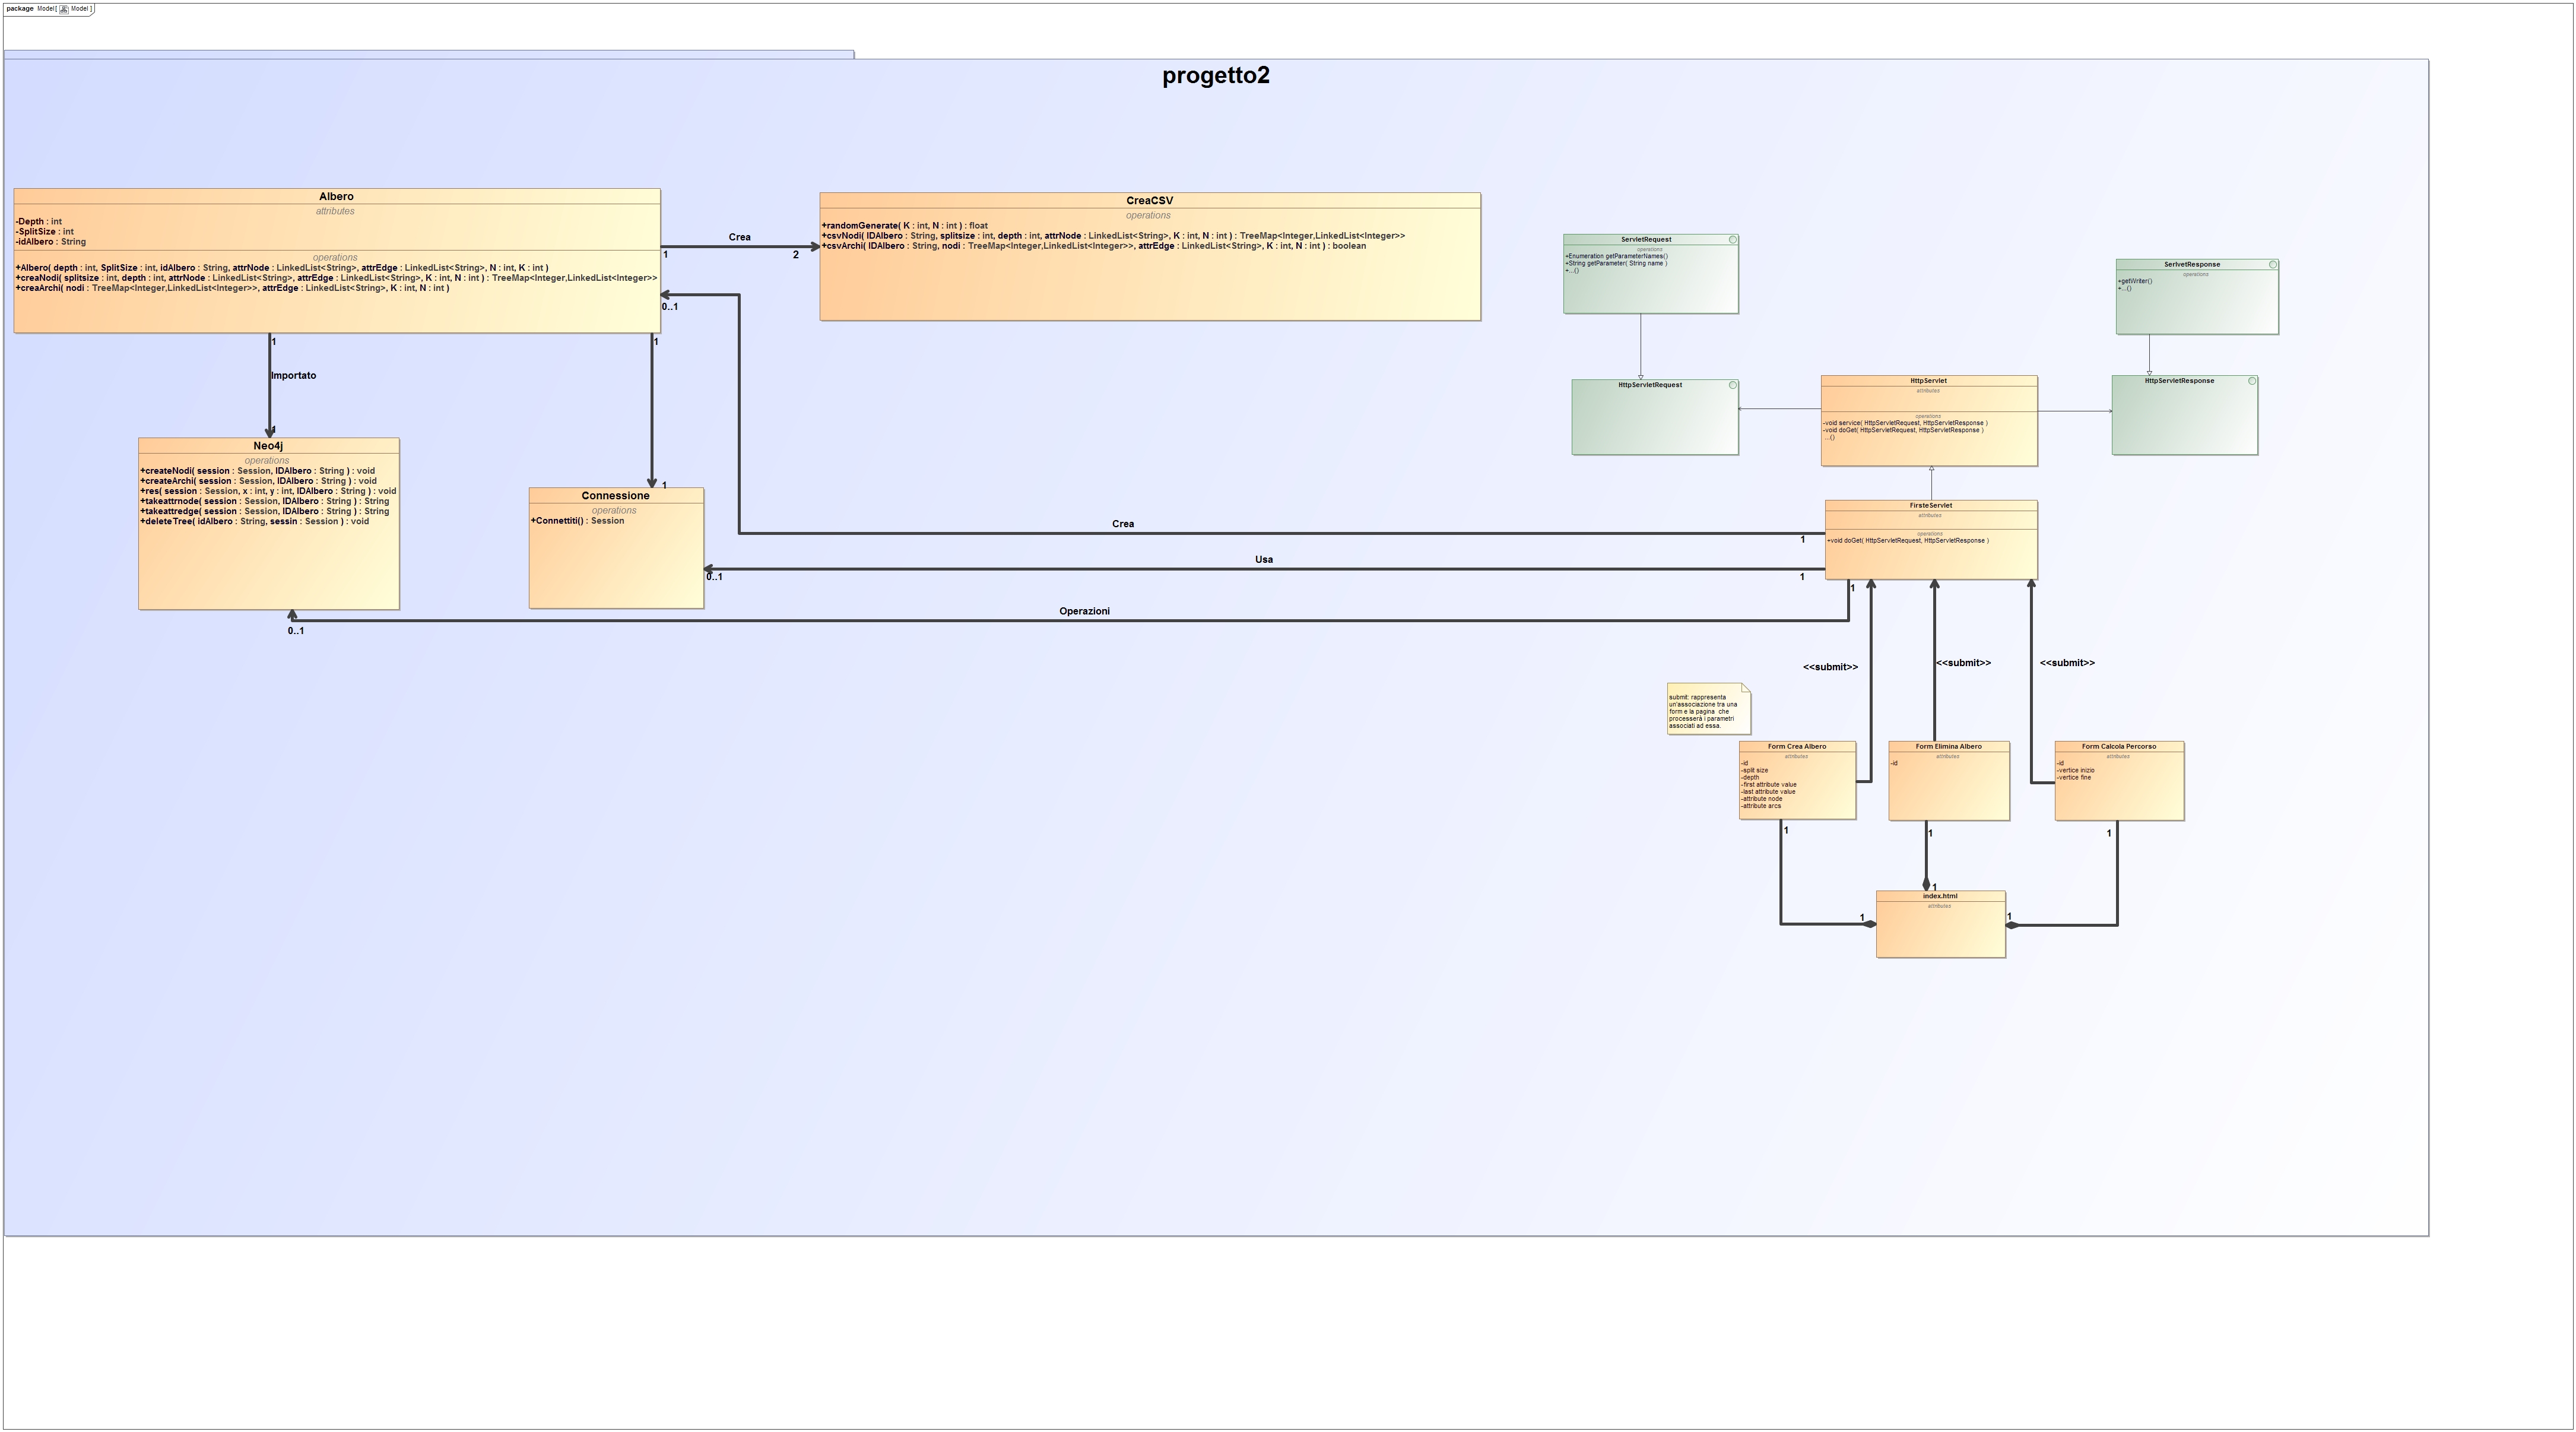 package Model [ Model ]
progetto2
Albero
attributes
-Depth : int
-SplitSize : int
-idAlbero : String
operations
+Albero( depth : int, SplitSize : int, idAlbero : String, attrNode : LinkedList<String>, attrEdge : LinkedList<String>, N : int, K : int )
+creaNodi( splitsize : int, depth : int, attrNode : LinkedList<String>, attrEdge : LinkedList<String>, K : int, N : int ) : TreeMap<Integer,LinkedList<Integer>>
+creaArchi( nodi : TreeMap<Integer,LinkedList<Integer>>, attrEdge : LinkedList<String>, K : int, N : int )
Crea
1
2
0..1
CreaCSV
operations
+randomGenerate( K : int, N : int ) : float
+csvNodi( IDAlbero : String, splitsize : int, depth : int, attrNode : LinkedList<String>, K : int, N : int ) : TreeMap<Integer,LinkedList<Integer>>
+csvArchi( IDAlbero : String, nodi : TreeMap<Integer,LinkedList<Integer>>, attrEdge : LinkedList<String>, K : int, N : int ) : boolean
ServletRequest
operations
+Enumeration getParameterNames()
+String getParameter( String name )
+...()
SerlvetResponse
operations
+getWriter()
+...()
1
Importato
1
1
1
HttpServletRequest
HttpServlet
attributes
operations
-void service( HttpServletRequest, HttpServletResponse )
-void doGet( HttpServletRequest, HttpServletResponse )
...()
HttpServletResponse
Neo4j
operations
+createNodi( session : Session, IDAlbero : String ) : void
+createArchi( session : Session, IDAlbero : String ) : void
+res( session : Session, x : int, y : int, IDAlbero : String ) : void
+takeattrnode( session : Session, IDAlbero : String ) : String
+takeattredge( session : Session, IDAlbero : String ) : String
+deleteTree( idAlbero : String, sessin : Session ) : void
Connessione
operations
+Connettiti() : Session
FirsteServlet
attributes
operations
+void doGet( HttpServletRequest, HttpServletResponse )
Crea
1
Usa
0..1
1
Operazioni
1
0..1
<<submit>>
<<submit>>
<<submit>>
submit: rappresenta
un'associazione tra una
form e la pagina che
processerà i parametri
associati ad essa.
Form Crea Albero
attributes
-id
-split size
-depth
-first attribute value
-last attribute value
-attribute node
-attribute arcs
Form Elimina Albero
attributes
-id
Form Calcola Percorso
attributes
-id
-vertice inizio
-vertice fine
1
1
1
1
1
1
index.html
attributes